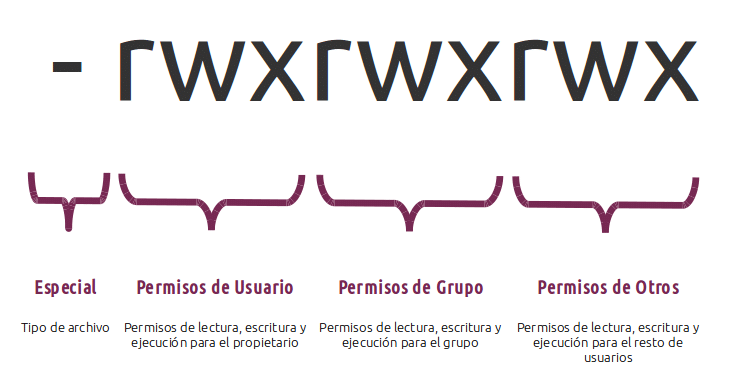 - rwxrwxrwx
Especial
Permisos de Usuario
Permisos de Grupo
Permisos de Otros
Tipo de archivo
Permisos de lectura, escritura y
ejecución para el propietario
Permisos de lectura, escritura y
ejecución para el grupo
Permisos de lectura, escritura y
ejecución para el resto de
usuarios